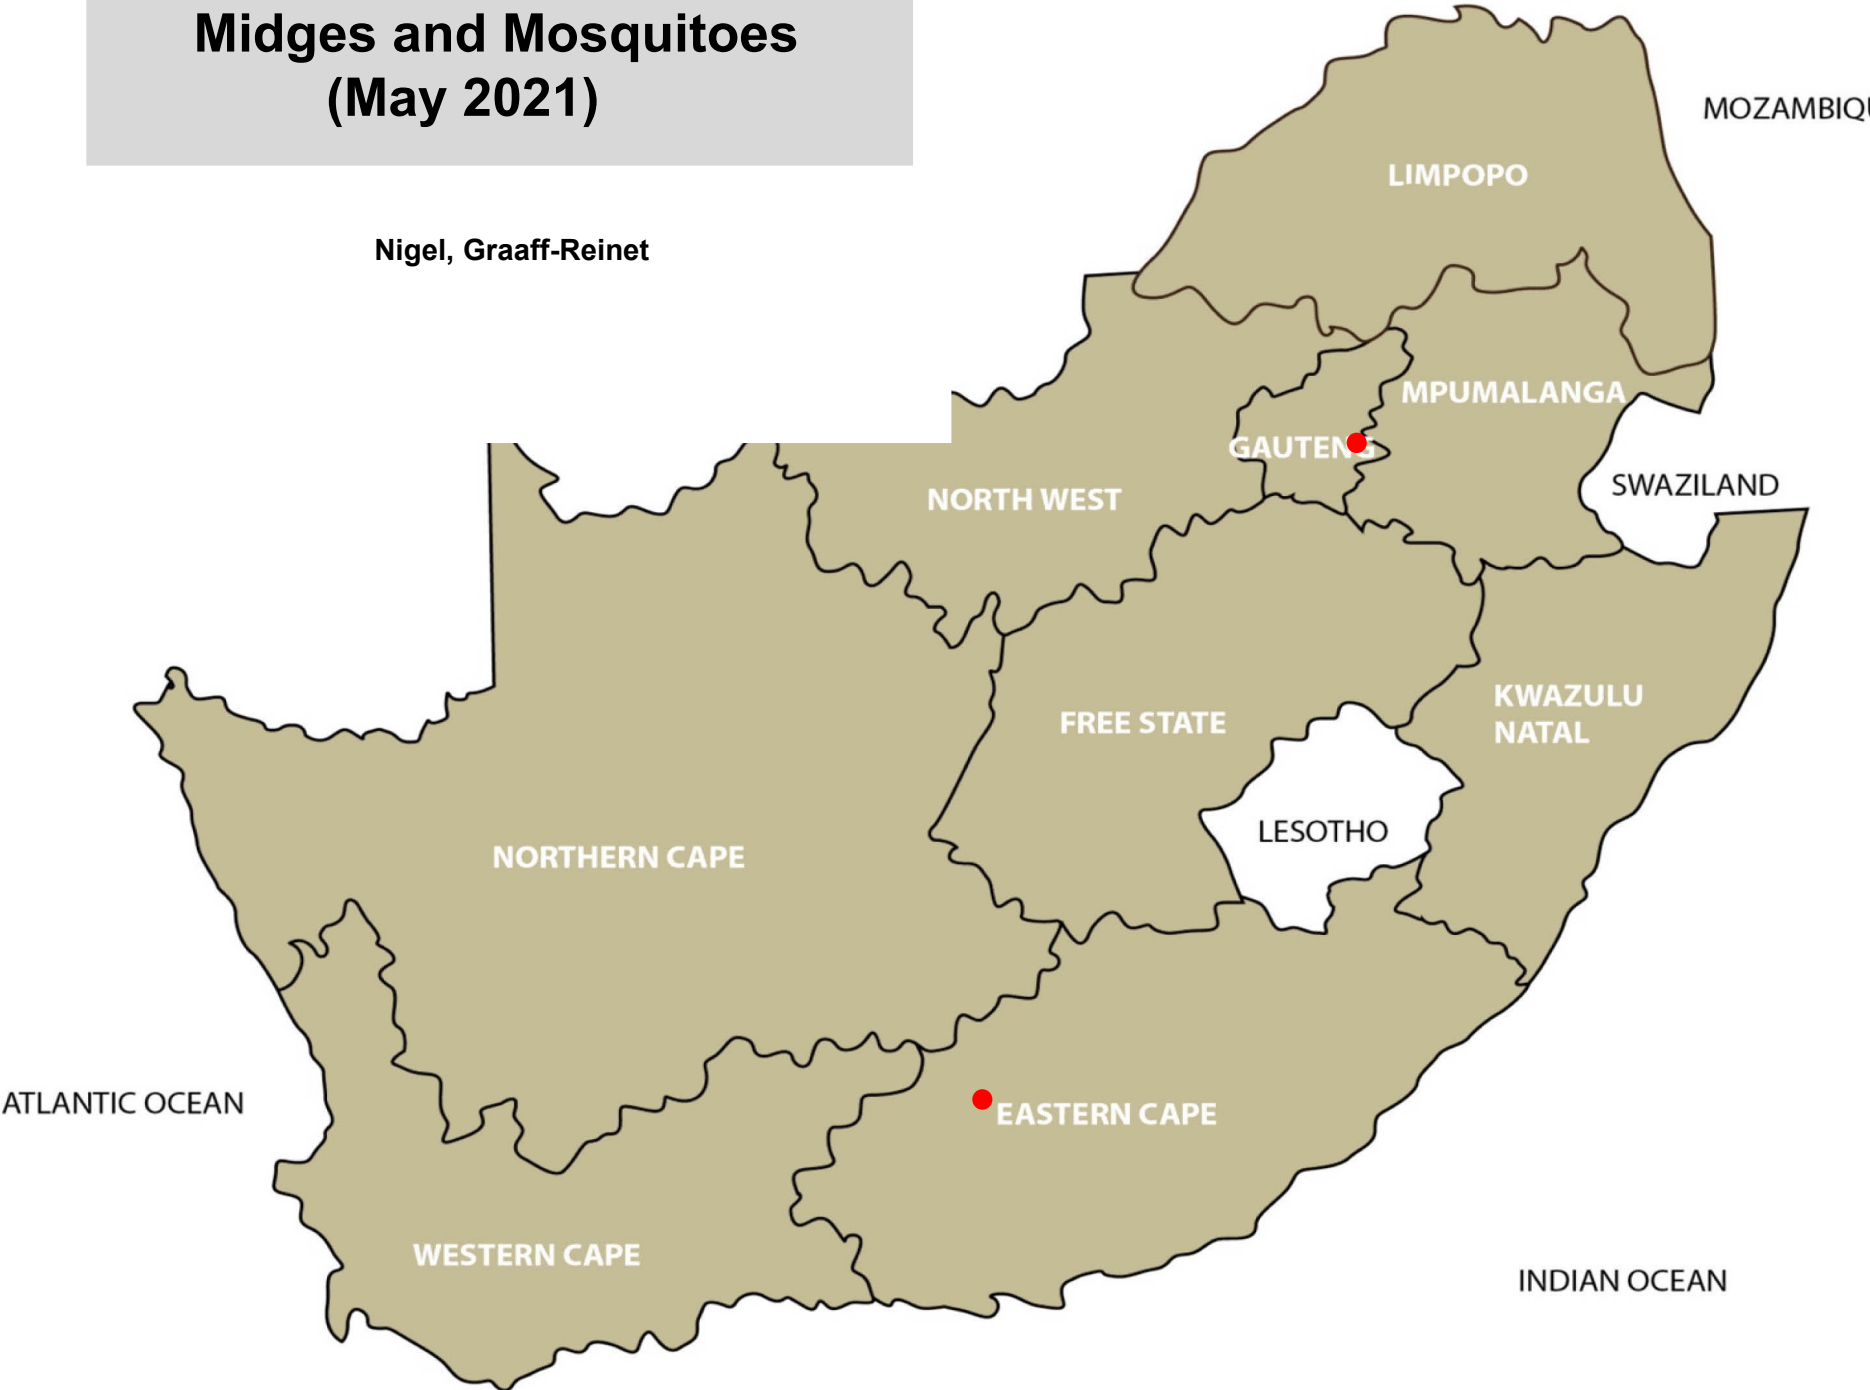 Midges and Mosquitoes
(May 2021)
Nigel, Graaff-Reinet
MOZAMBIQU
LIMPOPO
MPUMALANGA
GAUTENG
SWAZILAND
NORTH WEST
KWAZULU
NATAL
FREE STATE
LESOTHO
NORTHERN CAPE
ATLANTIC OCEAN
EASTERN CAPE
WESTERN CAPE
INDIAN OCEAN